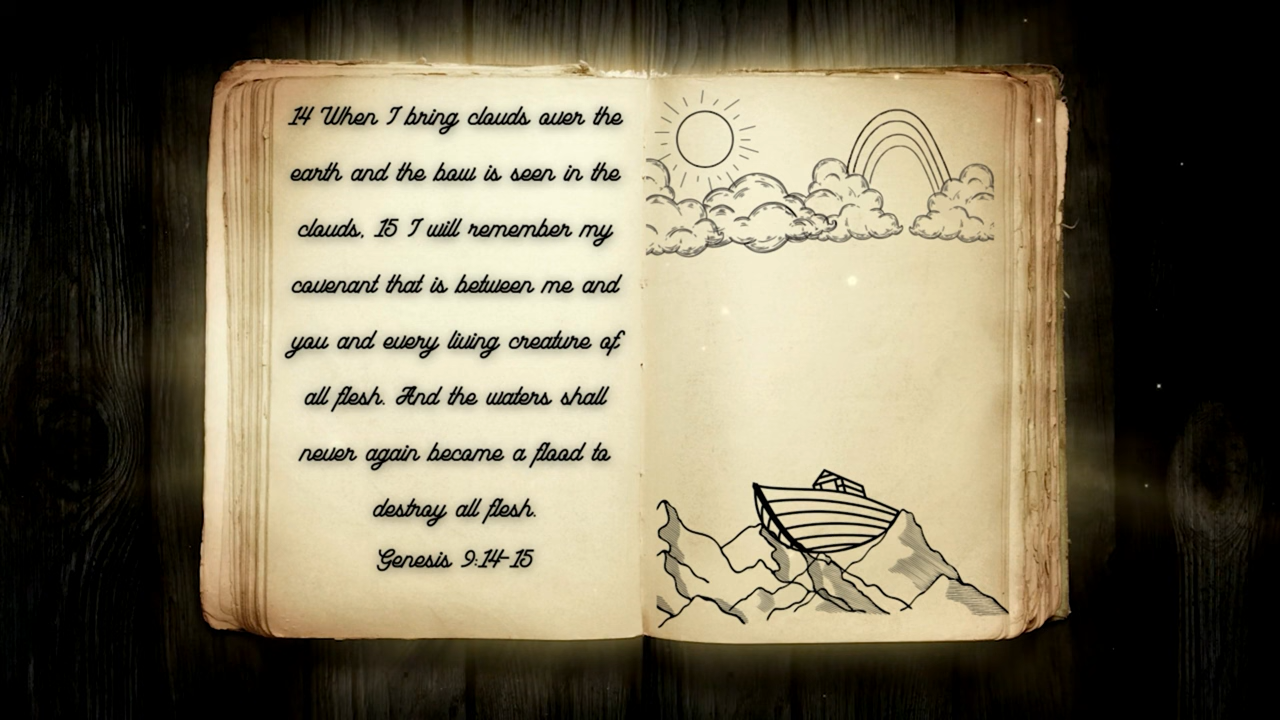 14 When I bring clouds over the
earth and the bow is seen in the
clouds, 15 I will remember my
covenant that is between me and
you and every living creature of
all flesh. And the waters shall
never again become a flood to
destroy all flesh.
Genesis 9:14-15